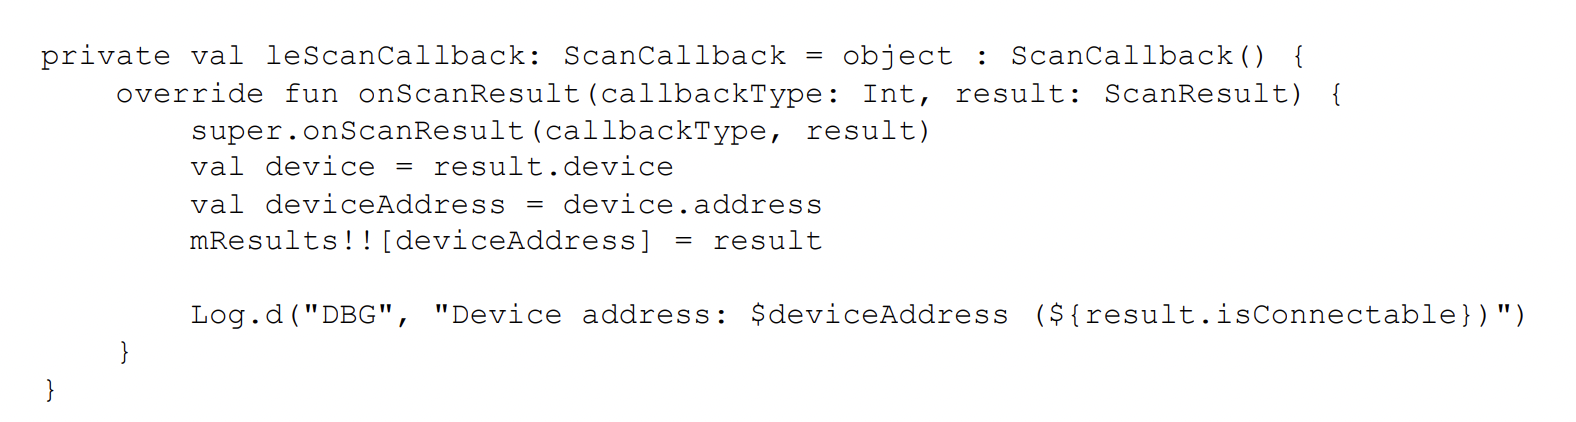 private val leScanCallback: ScanCallback = object : ScanCallback() {
    override fun onScanResult(callbackType: Int, result: ScanResult) {
        super.onScanResult(callbackType, result)
        val device = result.device
        val deviceAddress = device.address
        mResults!![deviceAddress] = result

        Log.d("DBG", "Device address: $deviceAddress (${result.isConnectable})")
    }
}